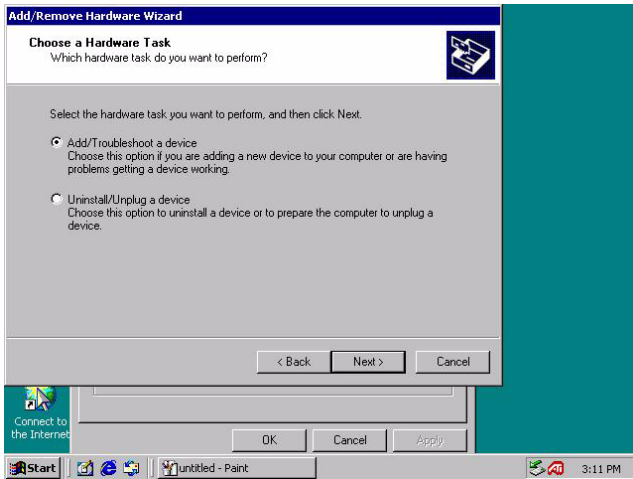 Add/Remove Hardware Wizard
Choose a Hardware Task
Which hardware task do you want to perform?
Select the hardware task you want to perform, and then click Next.
Add/Troubleshoot a device
Choose this option if you are adding a new device to your computer or are having
problems getting a device working.
Uninstall/Unplug a device
Choose this option to uninstall a device or to prepare the computer to unplug a
device.
< Back
Next >
Cancel
Connect to
the Internet
OK
Cancel
Apply
Start
untitled - Paint
3:11 PM